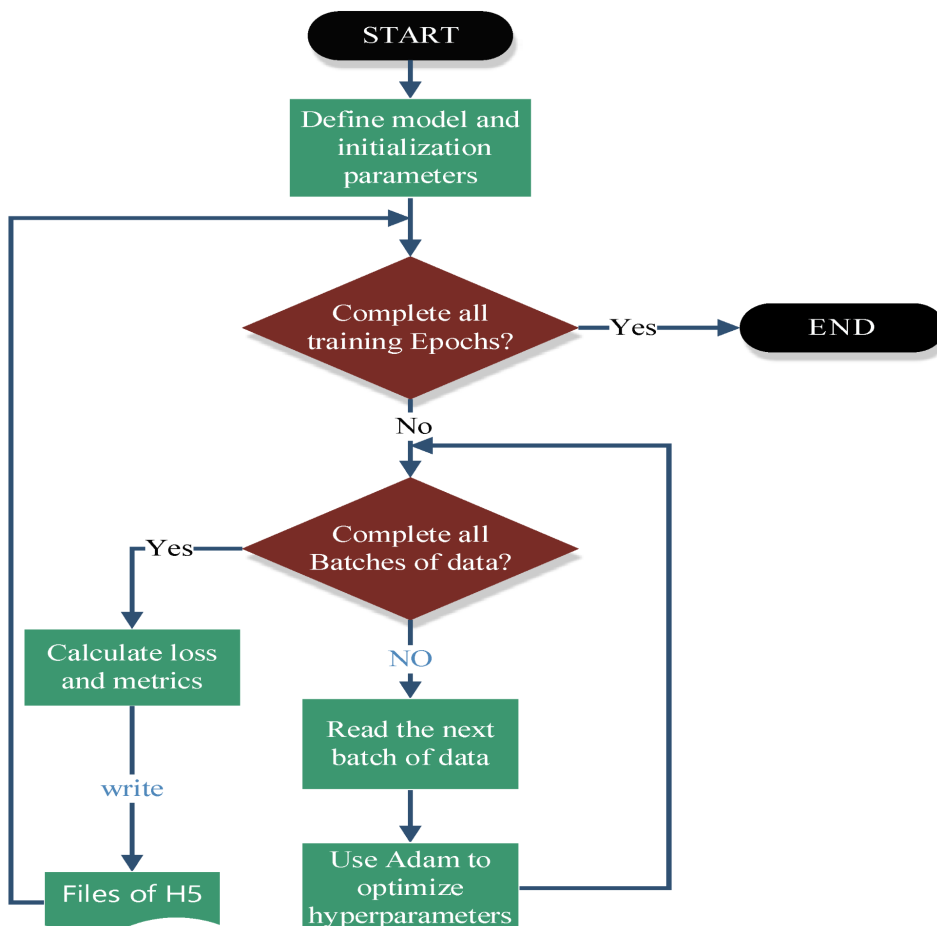 START
Define model and
initialization
parameters
Complete all
training Epochs?
Yes
END
No
Complete all
Batches of data?
Yes
Calculate loss
and metrics
NO
Read the next
batch of data
write
Use Adam to
optimize
hyperparameters
Files of H5